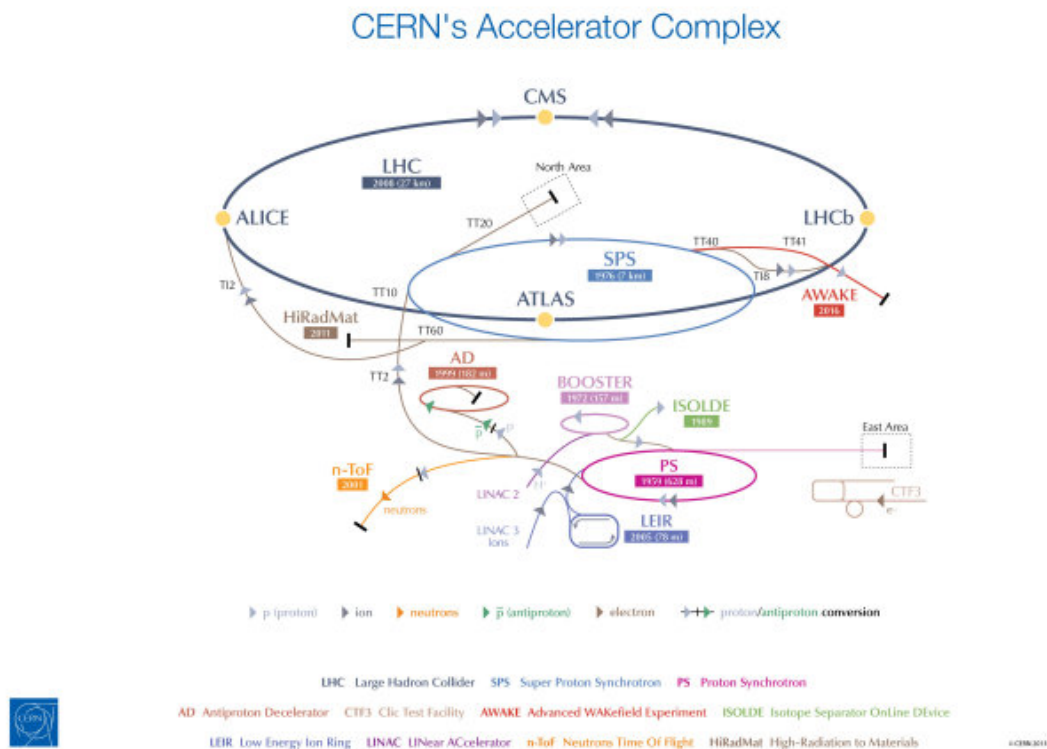 CERN's Accelerator Complex
CMS
LHC
2008 (27 km)
North Area
ALICE
LHCb
TT20
TT40
TT41
SPS
1976 (7 km)
TI2
TT10
TI8
ATLAS
AWAKE
2016
HiRadMat
2011
TT60
AD
1999 (182 m)
TT2
BOOSTER
1972 (157 m)
ISOLDE
1989
p̅
p
East Area
n-ToF
2001
PS
1959 (628 m)
LINAC 2
neutrons
CTF3
e-
LINAC 3
Ions
LEIR
2005 (78 m)
p (proton) ion neutrons p̅ (antiproton) electron proton/antiproton conversion
LHC Large Hadron Collider SPS Super Proton Synchrotron PS Proton Synchrotron
AD Antiproton Decelerator CTF3 Clic Test Facility AWAKE Advanced WAKefield Experiment ISOLDE Isotope Separator OnLine DEvice
LEIR Low Energy Ion Ring LINAC LINear ACcelerator n-ToF Neutrons Time Of Flight HiRadMat High-Radiation to Materials
CERN